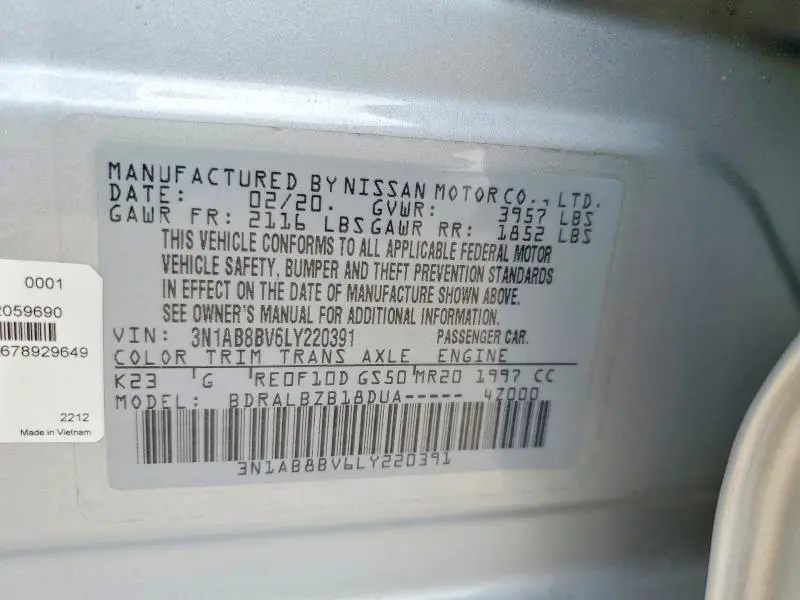 MANUFACTURED BY NISSAN MOTOR CO., LTD.
DATE: 02/20. GVWR: 3957 LBS
GAWR FR: 2116 LBS GAWR RR: 1852 LBS
THIS VEHICLE CONFORMS TO ALL APPLICABLE FEDERAL MOTOR
VEHICLE SAFETY, BUMPER AND THEFT PREVENTION STANDARDS
IN EFFECT ON THE DATE OF MANUFACTURE SHOWN ABOVE.
SEE OWNER'S MANUAL FOR ADDITIONAL INFORMATION.
VIN: 3N1AB8BV6LY220391 PASSENGER CAR.
COLOR TRIM TRANS AXLE ENGINE
K23 G RE0F10D GS50 MR20 1997 CC
MODEL: BDRALBZB18DUA----- 4Z000
3N1AB8BV6LY220391
0001
2059690
678929649
2212
Made in Vietnam